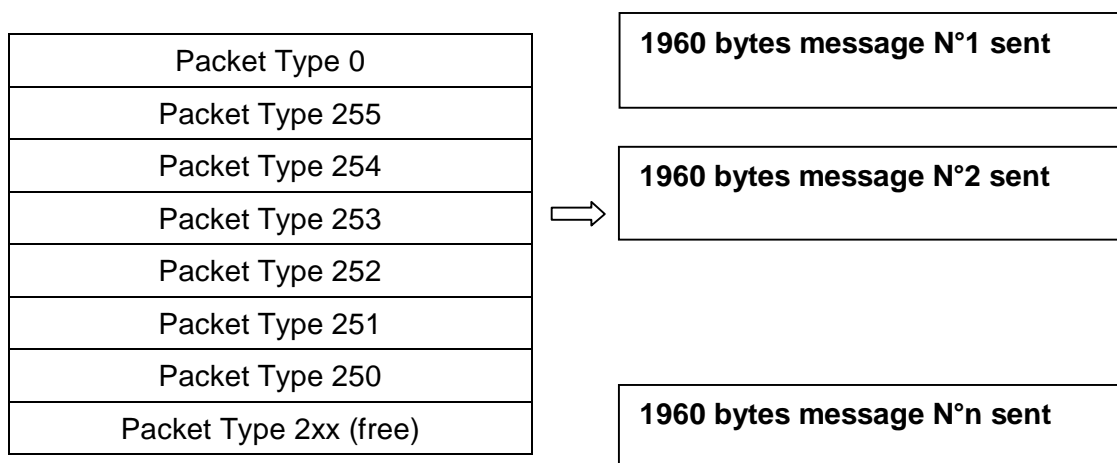 Packet Type 0
Packet Type 255
Packet Type 254
Packet Type 253
Packet Type 252
Packet Type 251
Packet Type 250
Packet Type 2xx (free)
1960 bytes message N°1 sent
1960 bytes message N°2 sent
1960 bytes message N°n sent